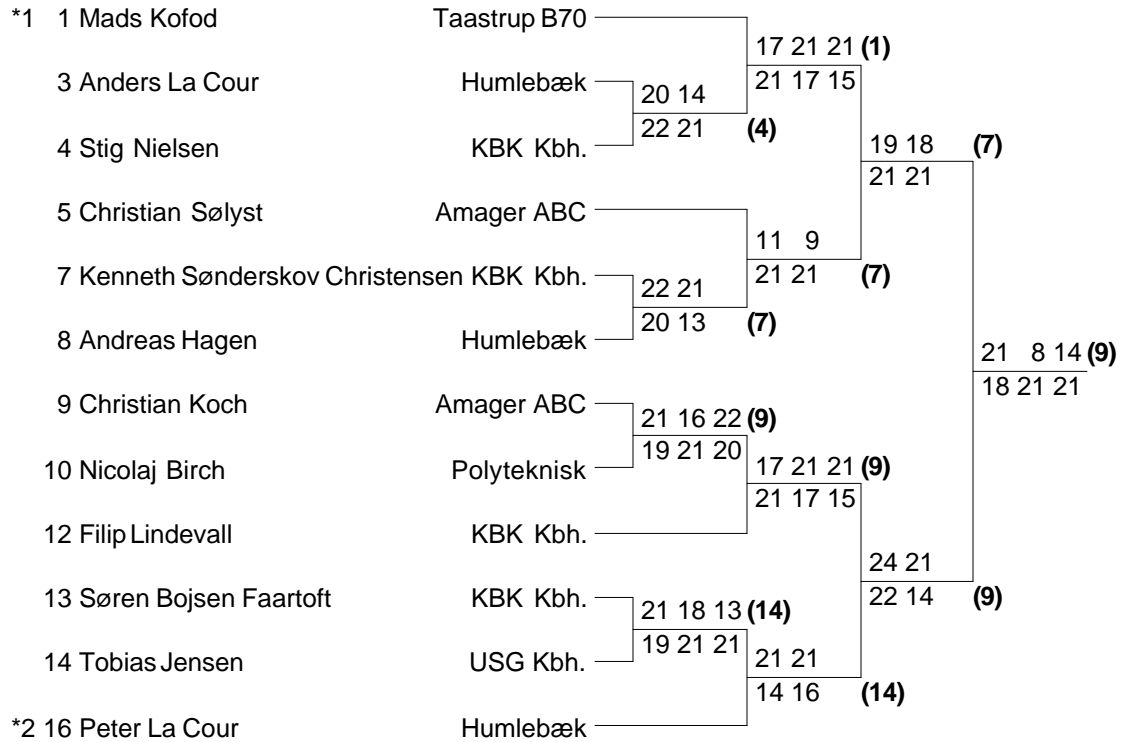 *1 1 Mads Kofod Taastrup B70
17 21 21 (1)
3 Anders La Cour Humlebæk
21 17 15
20 14
22 21 (4)
4 Stig Nielsen KBK Kbh.
19 18 (7)
21 21
5 Christian Sølyst Amager ABC
11 9
7 Kenneth Sønderskov Christensen KBK Kbh.
21 21 (7)
22 21
20 13 (7)
8 Andreas Hagen Humlebæk
21 8 14 (9)
18 21 21
9 Christian Koch Amager ABC
21 16 22 (9)
19 21 20
10 Nicolaj Birch Polyteknisk
17 21 21 (9)
21 17 15
12 Filip Lindevall KBK Kbh.
24 21
22 14 (9)
13 Søren Bojsen Faartoft KBK Kbh.
21 18 13 (14)
19 21 21
14 Tobias Jensen USG Kbh.
21 21
14 16 (14)
*2 16 Peter La Cour Humlebæk